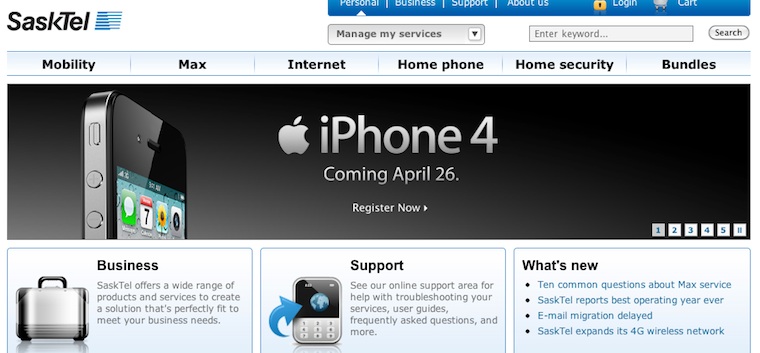 Personal | Business | Support | About us Login Cart
SaskTel
Manage my services Enter keyword... Search
Mobility Max Internet Home phone Home security Bundles
iPhone 4
Coming April 26.
Register Now
1 2 3 4 5 II
Business
SaskTel offers a wide range of
products and services to create
a solution that's perfectly fit to
meet your business needs.
Support
See our online support area for
help with troubleshooting your
services, user guides,
frequently asked questions, and
more.
What's new
Ten common questions about Max service
SaskTel reports best operating year ever
E-mail migration delayed
SaskTel expands its 4G wireless network